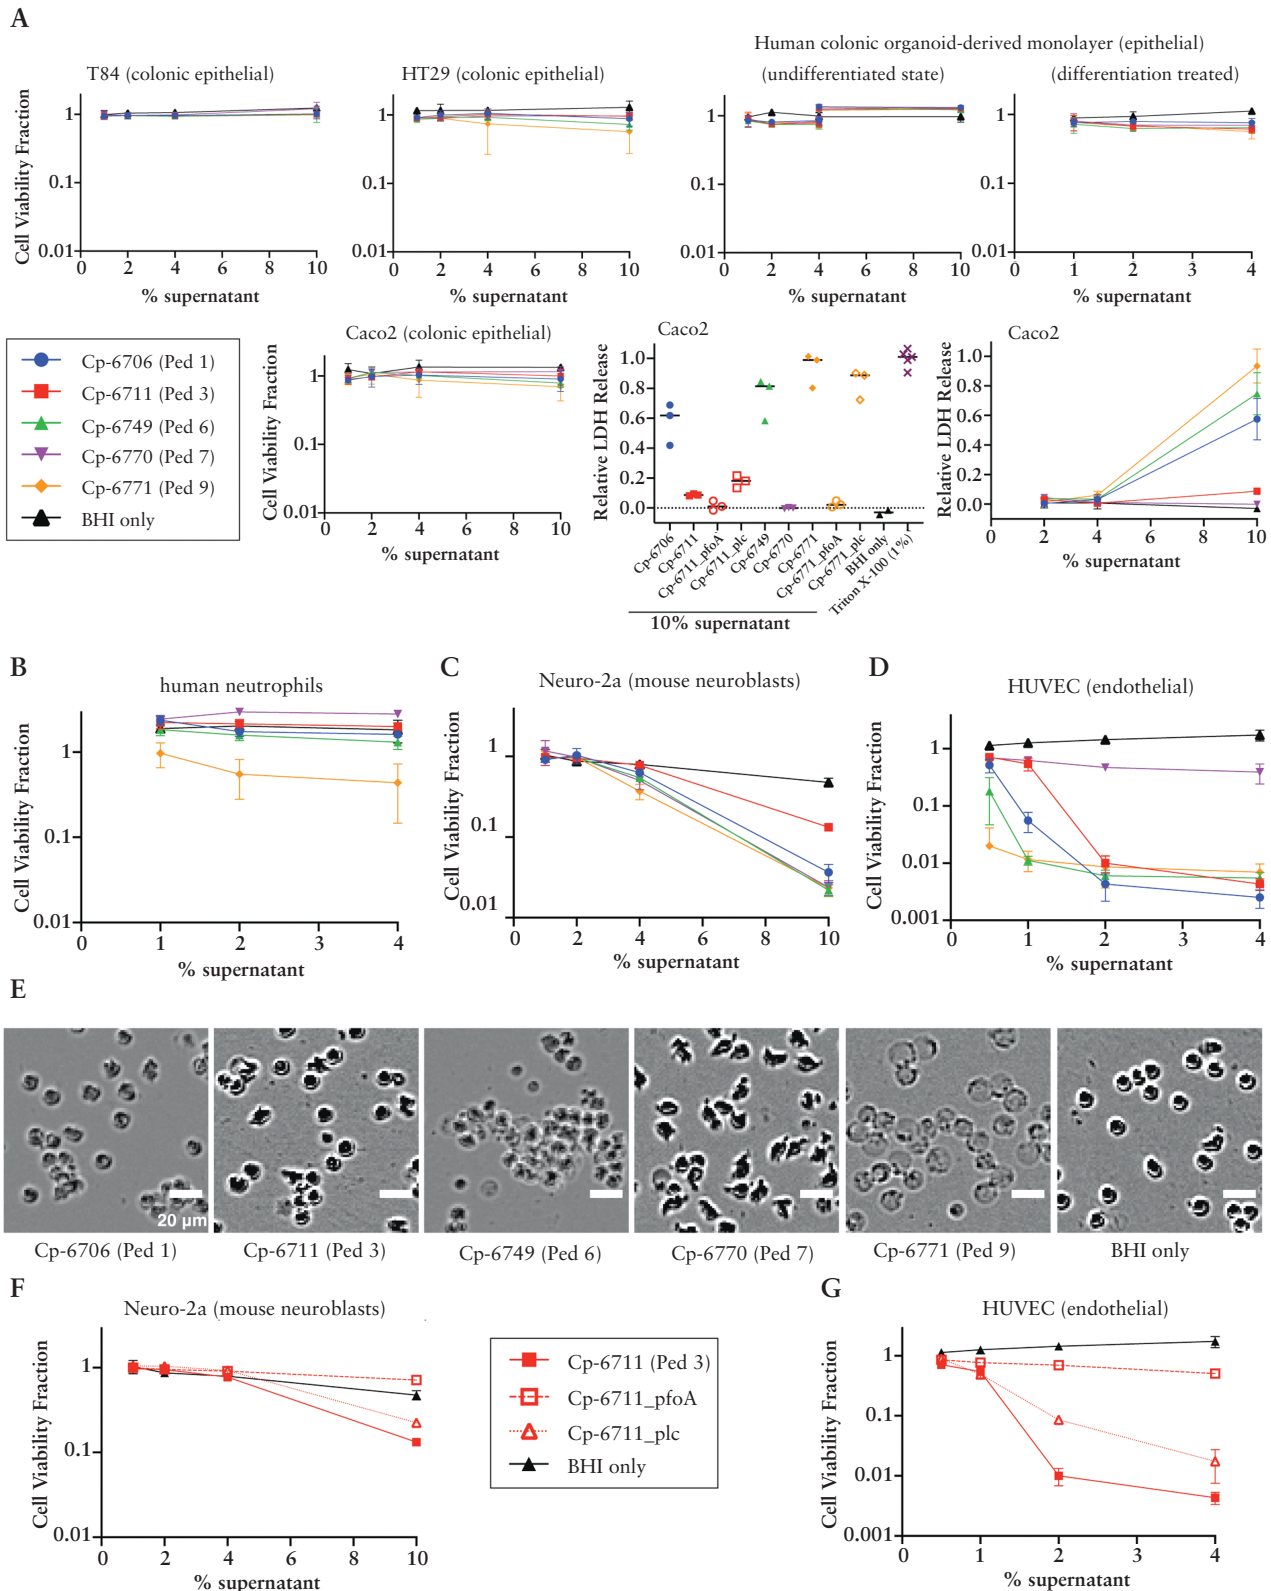 A
Human colonic organoid-derived monolayer (epithelial)
T84 (colonic epithelial)
HT29 (colonic epithelial)
(undifferentiated state)
(differentiation treated)
Cell Viability Fraction
1
0.1
0.01
0 2 4 6 8 10
% supernatant
1
0.1
0.01
0 2 4 6 8 10
% supernatant
1
0.1
0.01
0 2 4 6 8 10
% supernatant
1
0.1
0.01
0 1 2 3 4
% supernatant
Cp-6706 (Ped 1)
Cp-6711 (Ped 3)
Cp-6749 (Ped 6)
Cp-6770 (Ped 7)
Cp-6771 (Ped 9)
BHI only
Caco2 (colonic epithelial)
Cell Viability Fraction
1
0.1
0.01
0 2 4 6 8 10
% supernatant
Caco2
Relative LDH Release
1.0
0.8
0.6
0.4
0.2
0.0
Cp-6706
Cp-6711
Cp-6711_pfoA
Cp-6711_plc
Cp-6749
Cp-6770
Cp-6771
Cp-6771_pfoA
Cp-6771_plc
BHI only
Triton X-100 (1%)
10% supernatant
Caco2
Relative LDH Release
1.0
0.8
0.6
0.4
0.2
0.0
2 4 6 8 10
% supernatant
B
human neutrophils
Cell Viability Fraction
1
0.1
0.01
0 1 2 3 4
% supernatant
C
Neuro-2a (mouse neuroblasts)
Cell Viability Fraction
1
0.1
0.01
0 2 4 6 8 10
% supernatant
D
HUVEC (endothelial)
Cell Viability Fraction
1
0.1
0.01
0.001
0 1 2 3 4
% supernatant
E
20 µm
Cp-6706 (Ped 1)
Cp-6711 (Ped 3)
Cp-6749 (Ped 6)
Cp-6770 (Ped 7)
Cp-6771 (Ped 9)
BHI only
F
Neuro-2a (mouse neuroblasts)
Cell Viability Fraction
1
0.1
0.01
0 2 4 6 8 10
% supernatant
Cp-6711 (Ped 3)
Cp-6711_pfoA
Cp-6711_plc
BHI only
G
HUVEC (endothelial)
Cell Viability Fraction
1
0.1
0.01
0.001
0 1 2 3 4
% supernatant